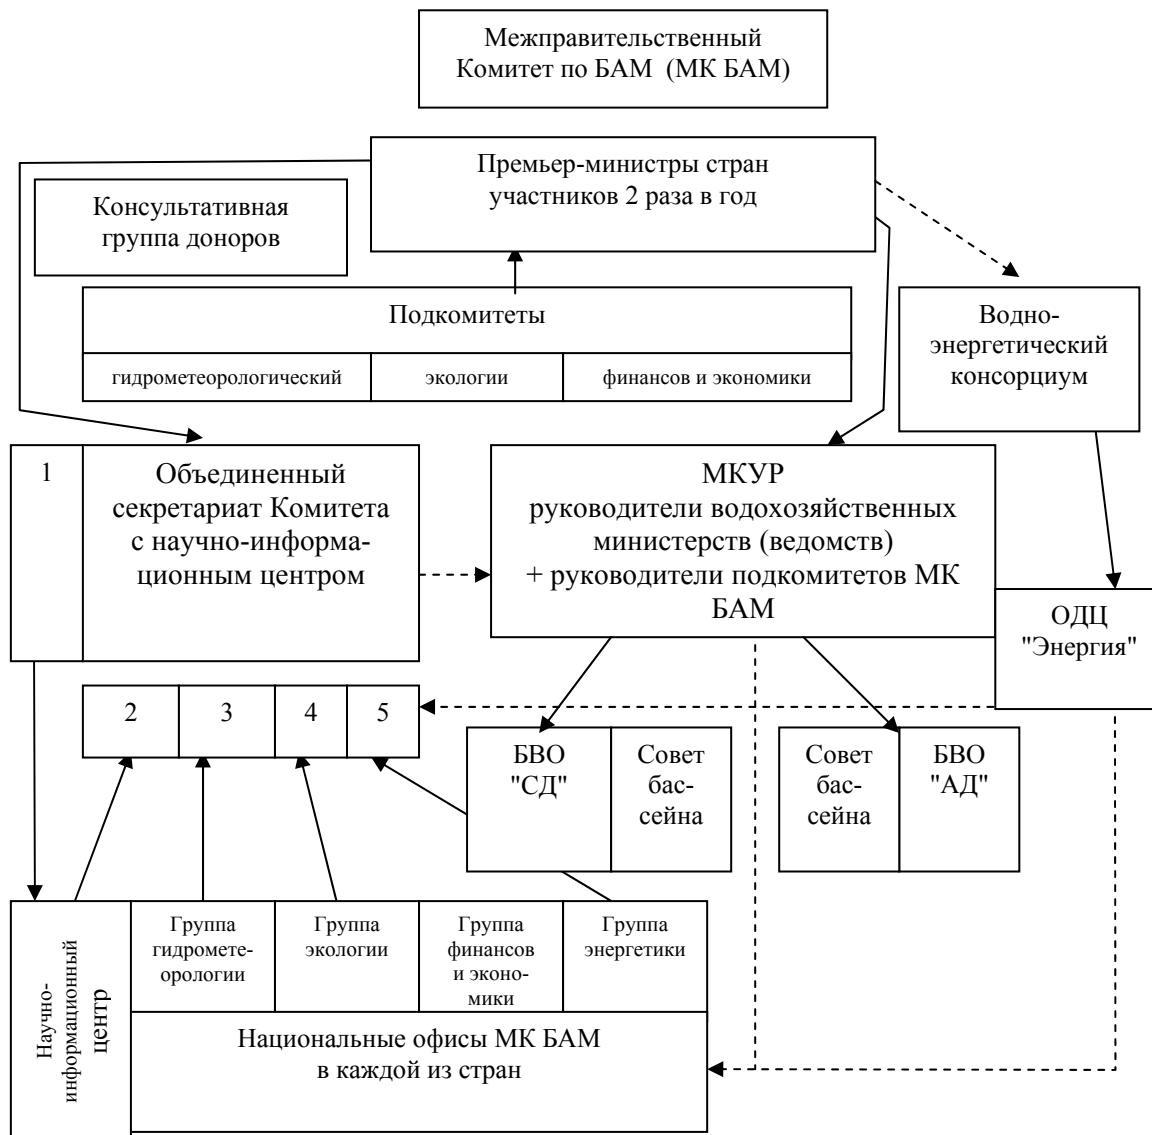 Межправительственный
Комитет по БАМ (МК БАМ)
Премьер-министры стран
участников 2 раза в год
Консультативная
группа доноров
Подкомитеты
гидрометеорологический
экологии
финансов и экономики
Водно-
энергетический
консорциум
1
Объединенный
секретариат Комитета
с научно-информа-
ционным центром
МКУР
руководители водохозяйственных
министерств (ведомств)
+ руководители подкомитетов МК
БАМ
ОДЦ
"Энергия"
2
3
4
5
БВО
"СД"
Совет
бас-
сейна
Совет
бас-
сейна
БВО
"АД"
Научно-
информационный
центр
Группа
гидромете-
орологии
Группа
экологии
Группа
финансов
и эконо-
мики
Группа
энергетики
Национальные офисы МК БАМ
в каждой из стран